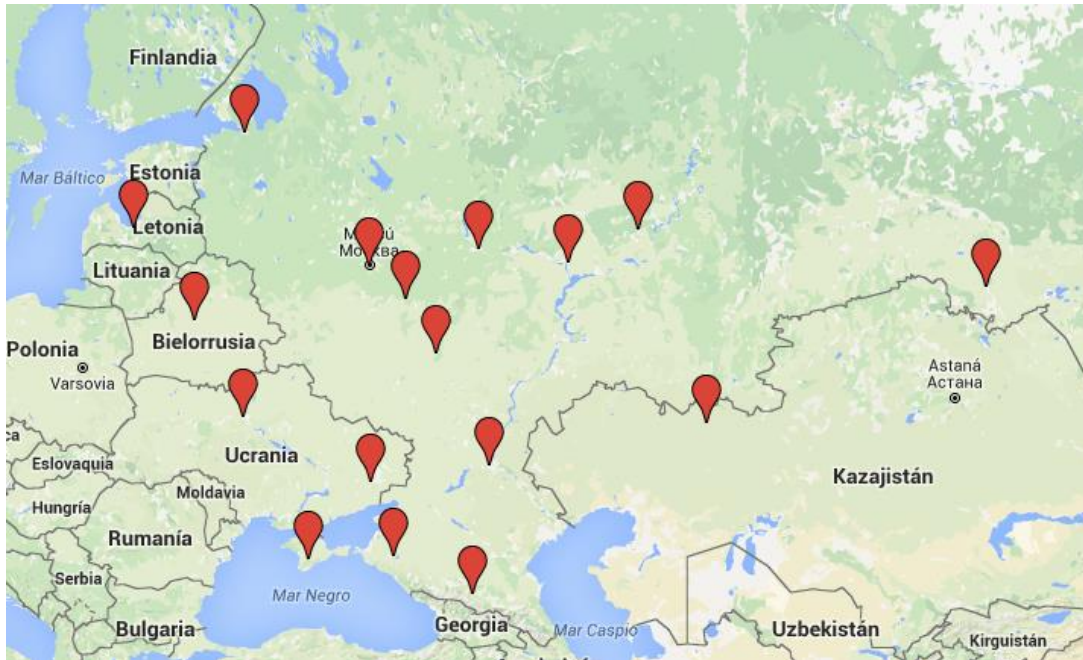 Finlandia
Mar Báltico
Estonia
Letonia
Lituania
Москва
Bielorrusia
Polonia
Varsovia
Astaná
Астана
Ucrania
Eslovaquia
Kazajistán
Moldavia
Hungría
Rumanía
Serbia
Mar Negro
Georgia
Mar Caspio
Bulgaria
Uzbekistán
Kirguistán